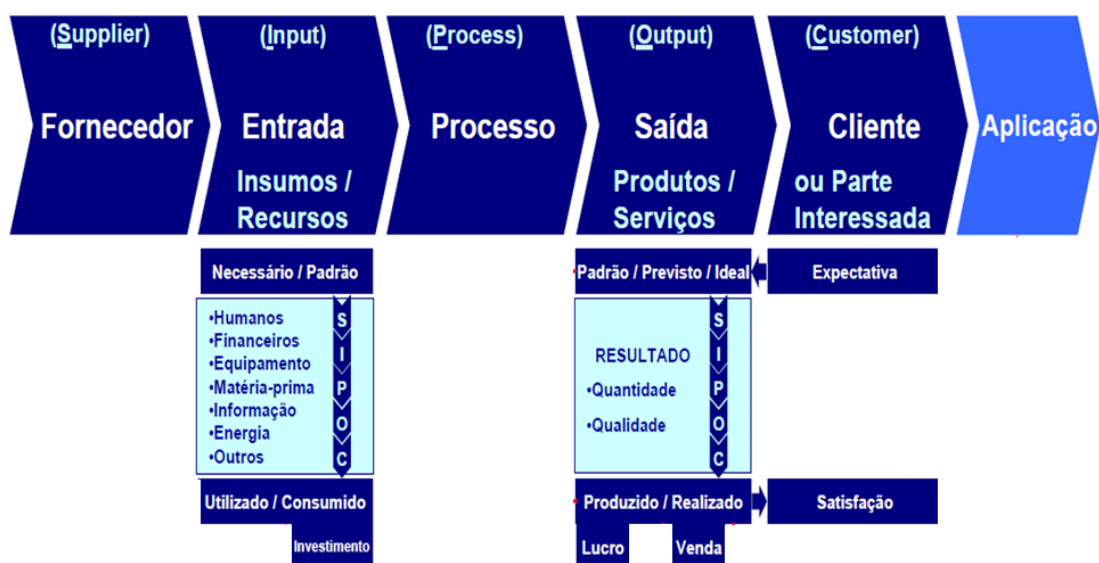 (Supplier)
Fornecedor
(Input)
Entrada
Insumos /
Recursos
(Process)
Processo
(Output)
Saída
Produtos /
Serviços
(Customer)
Cliente
ou Parte
Interessada
Aplicação
Necessário / Padrão
•Humanos
•Financeiros
•Equipamento
•Matéria-prima
•Informação
•Energia
•Outros
S
I
P
O
C
Utilizado / Consumido
Investimento
Padrão / Previsto / Ideal
RESULTADO
•Quantidade
•Qualidade
S
I
P
O
C
Produzido / Realizado
Lucro
Venda
Expectativa
Satisfação